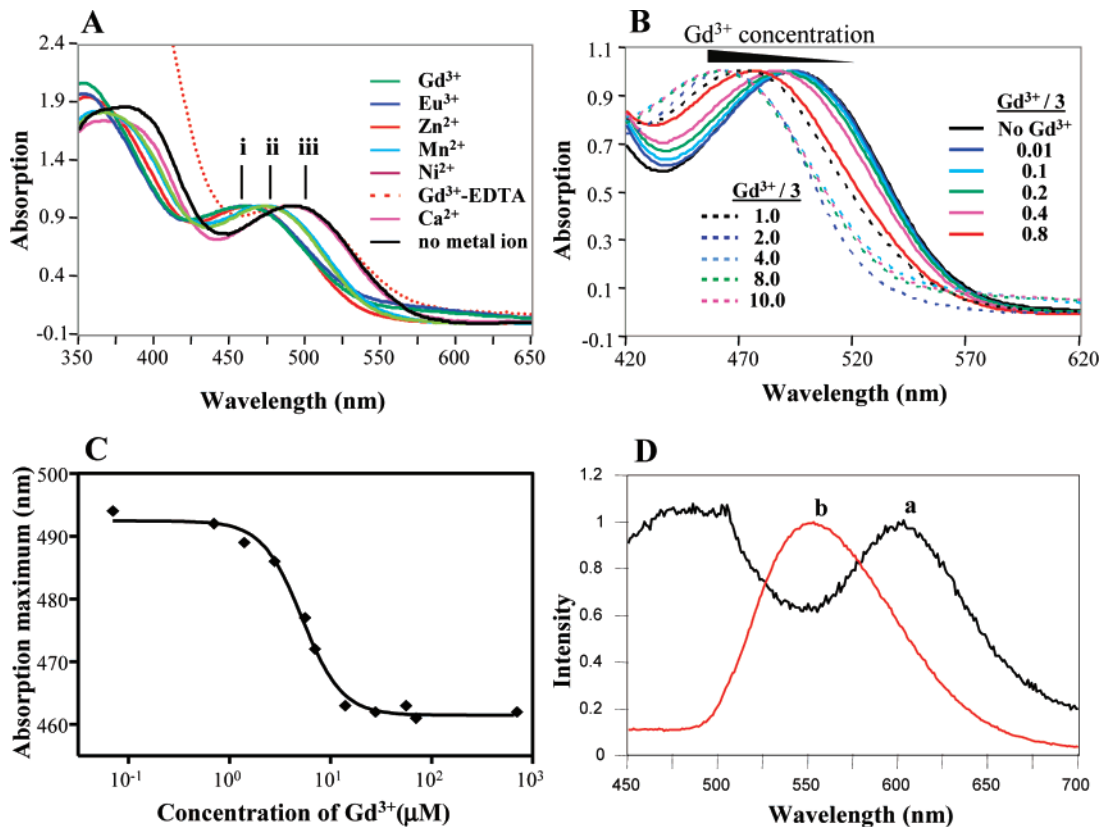 A
2.4
1.9
1.4
0.9
0.4
-0.1
Absorption
350 400 450 500 550 600 650
Wavelength (nm)
i ii iii
Gd³⁺
Eu³⁺
Zn²⁺
Mn²⁺
Ni²⁺
Gd³⁺-EDTA
Ca²⁺
no metal ion
B
Gd³⁺ concentration
1.1
0.9
0.7
0.5
0.3
0.1
-0.1
Absorption
420 470 520 570 620
Wavelength (nm)
Gd³⁺ / 3
1.0
2.0
4.0
8.0
10.0
Gd³⁺ / 3
No Gd³⁺
0.01
0.1
0.2
0.4
0.8
C
500
490
480
470
460
Absorption maximum (nm)
10⁻¹ 10⁰ 10¹ 10² 10³
Concentration of Gd³⁺(μM)
D
1.2
1
0.8
0.6
0.4
0.2
0
Intensity
b a
450 500 550 600 650 700
Wavelength (nm)